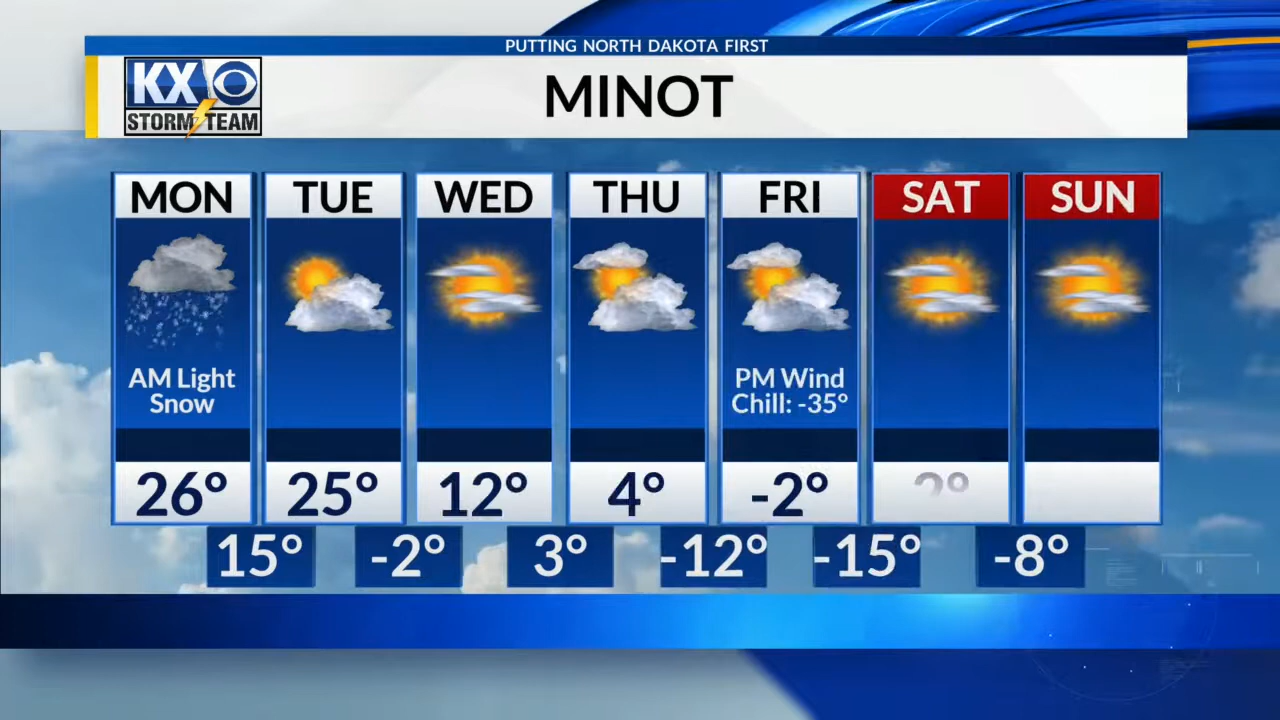 PUTTING NORTH DAKOTA FIRST
KX
STORM TEAM
MINOT
MON TUE WED THU FRI SAT SUN
AM Light
Snow
PM Wind
Chill: -35°
26° 25° 12° 4° -2°
15° -2° 3° -12° -15° -8°